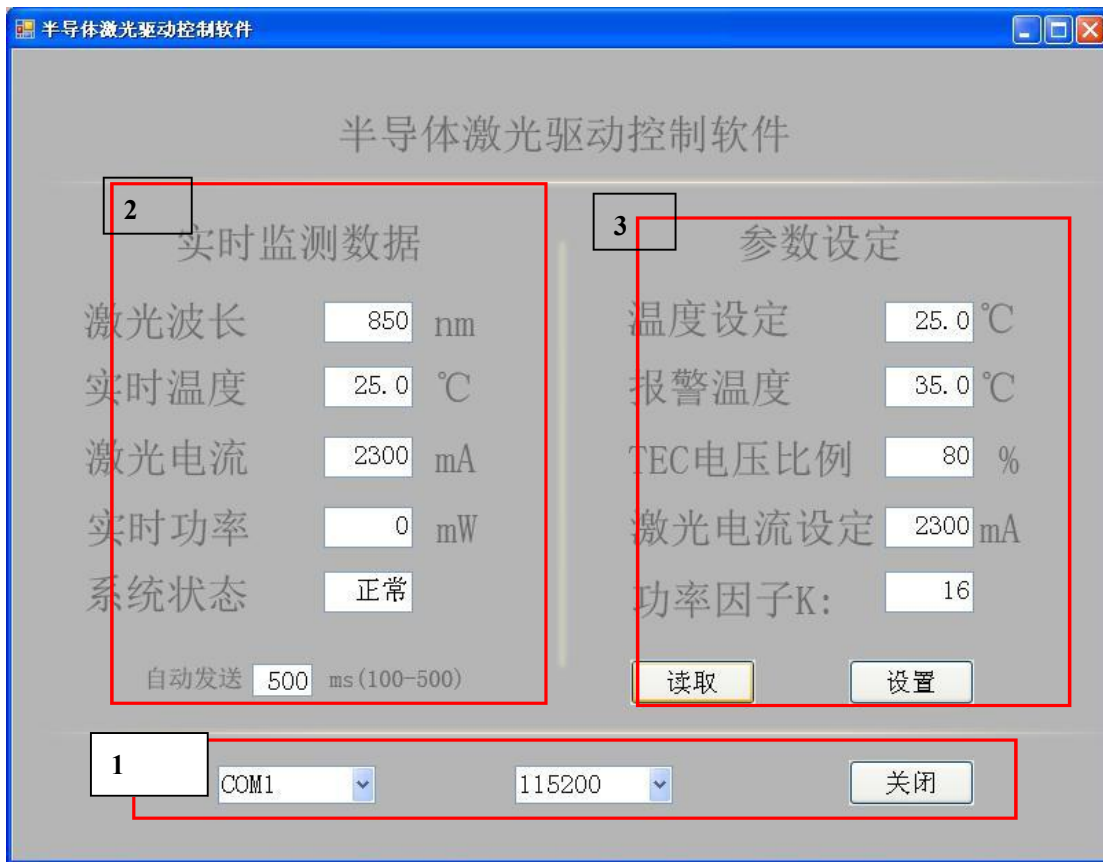 半导体激光驱动控制软件
半导体激光驱动控制软件
2
实时监测数据
激光波长 850 nm
实时温度 25.0 ℃
激光电流 2300 mA
实时功率 0 mW
系统状态 正常
自动发送 500 ms(100-500)
3
参数设定
温度设定 25.0 ℃
报警温度 35.0 ℃
TEC电压比例 80 %
激光电流设定 2300 mA
功率因子K: 16
读取 设置
1
COM1 115200 关闭